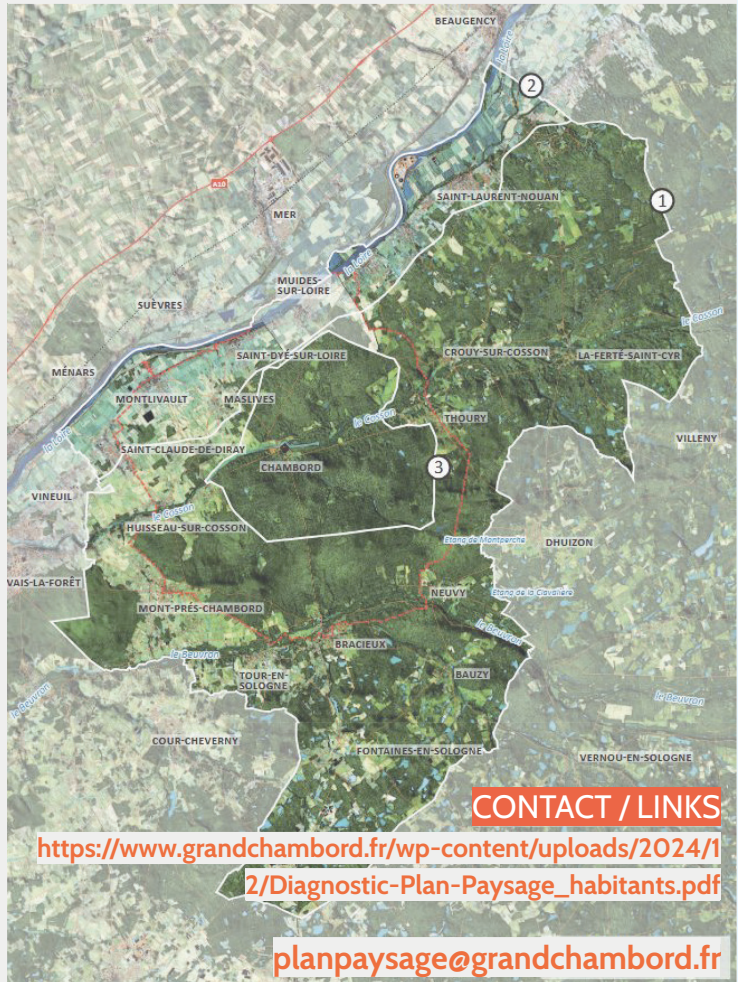 BEAUGENCY
la Loire
2
A10
SAINT-LAURENT-NOUAN
1
MER
la Loire
MUIDES-
SUR-LOIRE
SUÈVRES
le Cosson
SAINT-DYÉ-SUR-LOIRE
CROUY-SUR-COSSON
LA-FERTÉ-SAINT-CYR
MÉNARS
MONTLIVAULT
MASLIVES
le Cosson
THOURY
la Loire
VILLENY
SAINT-CLAUDE-DE-DIRAY
CHAMBORD
3
VINEUIL
le Cosson
HUISSEAU-SUR-COSSON
Etang de Montperche
DHUIZON
VAIS-LA-FORÊT
Etang de la Clavaliere
NEUVY
MONT-PRÉS-CHAMBORD
le Beuvron
BRACIEUX
le Beuvron
TOUR-EN-
SOLOGNE
BAUZY
le Beuvron
le Beuvron
COUR-CHEVERNY
FONTAINES-EN-SOLOGNE
VERNOU-EN-SOLOGNE
CONTACT / LINKS
https://www.grandchambord.fr/wp-content/uploads/2024/1
2/Diagnostic-Plan-Paysage_habitants.pdf
planpaysage@grandchambord.fr